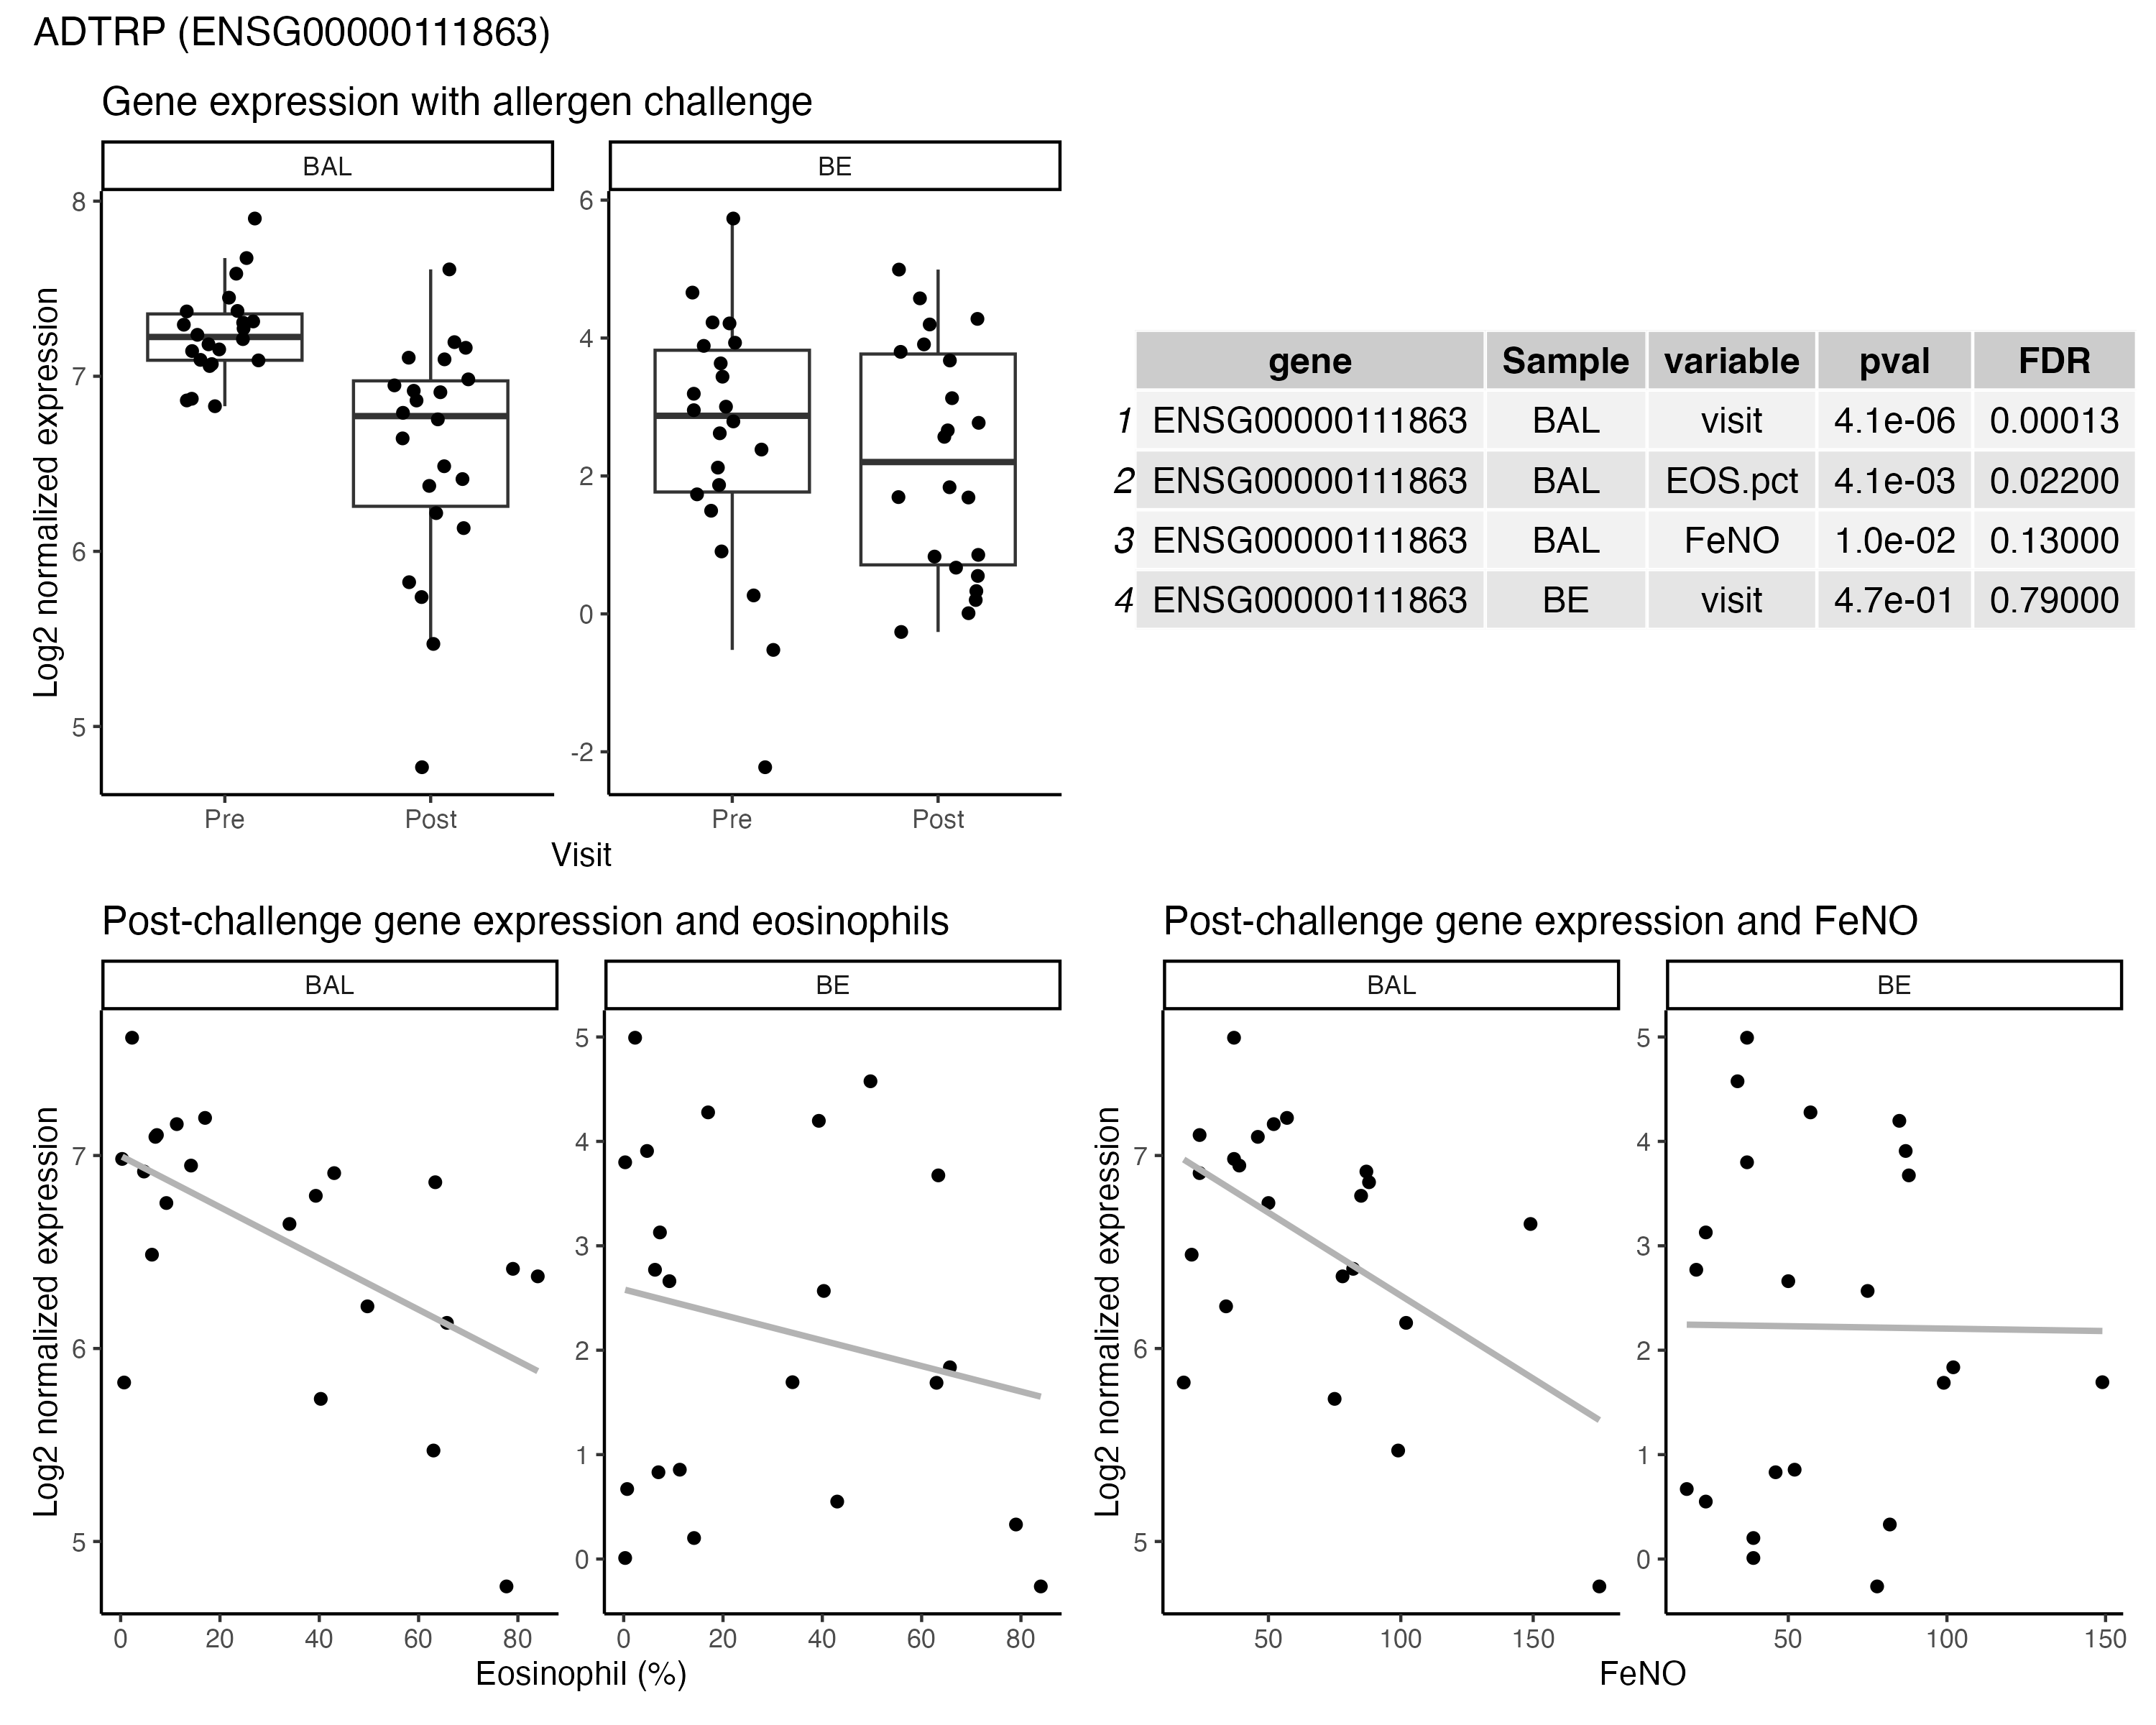 ADTRP (ENSG00000111863)
Gene expression with allergen challenge
BAL BE
Log2 normalized expression
8
7
6
5
6
4
2
0
-2
Pre Post Pre Post
Visit
gene Sample variable pval FDR
1 ENSG00000111863 BAL visit 4.1e-06 0.00013
2 ENSG00000111863 BAL EOS.pct 4.1e-03 0.02200
3 ENSG00000111863 BAL FeNO 1.0e-02 0.13000
4 ENSG00000111863 BE visit 4.7e-01 0.79000
Post-challenge gene expression and eosinophils
BAL BE
Log2 normalized expression
7
6
5
5
4
3
2
1
0
0 20 40 60 80 0 20 40 60 80
Eosinophil (%)
Post-challenge gene expression and FeNO
BAL BE
Log2 normalized expression
7
6
5
5
4
3
2
1
0
50 100 150 50 100 150
FeNO